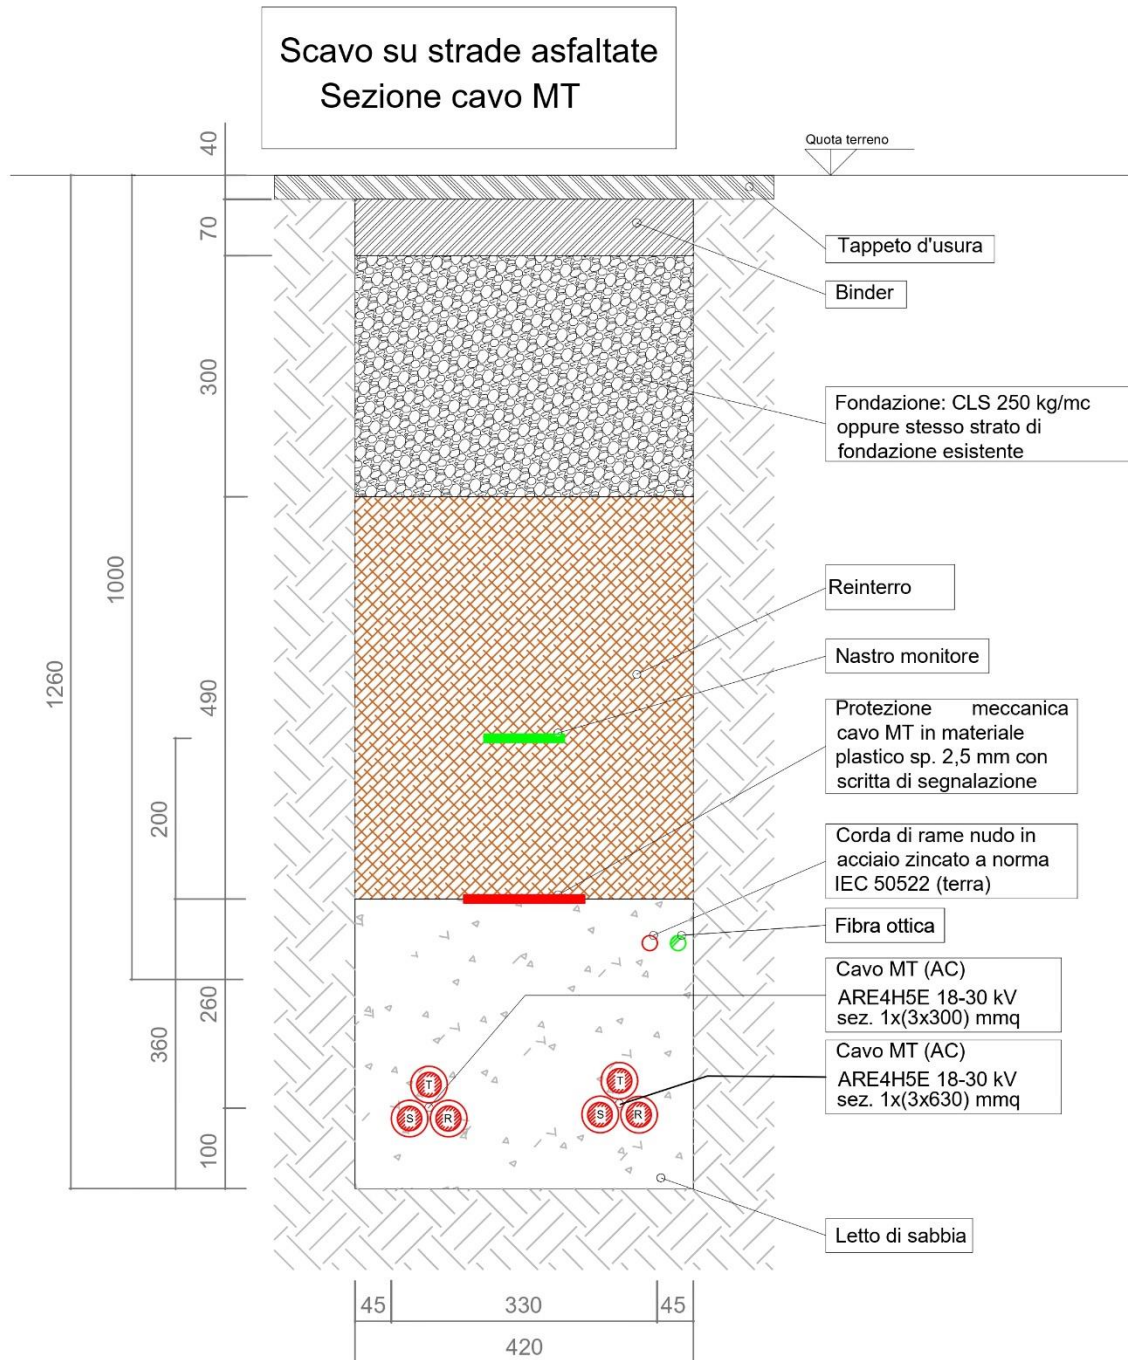 Scavo su strade asfaltate
Sezione cavo MT
Quota terreno
40
70
300
490
260
100
200
360
1000
1260
Tappeto d'usura
Binder
Fondazione: CLS 250 kg/mc
oppure stesso strato di
fondazione esistente
Reinterro
Nastro monitore
Protezione meccanica
cavo MT in materiale
plastico sp. 2,5 mm con
scritta di segnalazione
Corda di rame nudo in
acciaio zincato a norma
IEC 50522 (terra)
Fibra ottica
Cavo MT (AC)
ARE4H5E 18-30 kV
sez. 1x(3x300) mmq
Cavo MT (AC)
ARE4H5E 18-30 kV
sez. 1x(3x630) mmq
T
S R
T
S R
Letto di sabbia
45 330 45
420